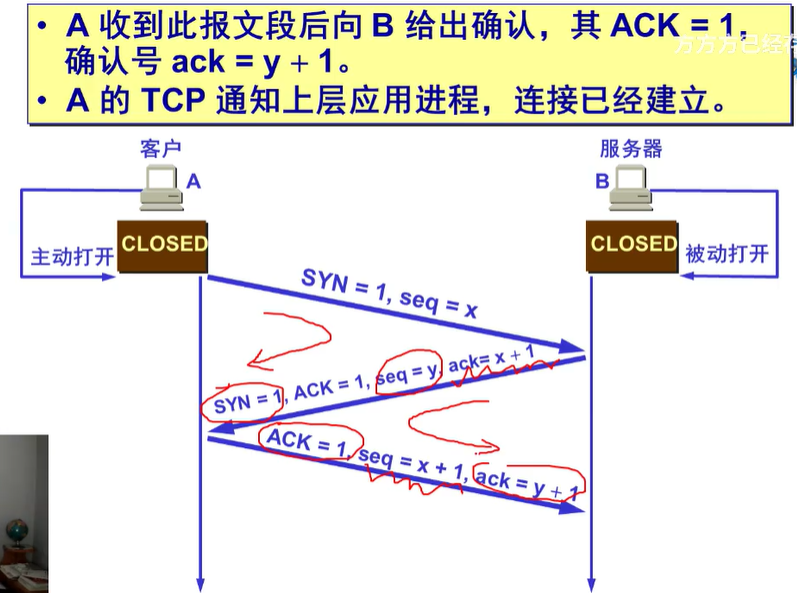 • A 收到此报文段后向 B 给出确认，其 ACK = 1，
确认号 ack = y + 1。
• A 的 TCP 通知上层应用进程，连接已经建立。
客户
服务器
A
B
CLOSED
CLOSED
主动打开
被动打开
SYN = 1, seq = x
SYN = 1, ACK = 1, seq = y, ack= x + 1
ACK = 1, seq = x + 1, ack = y + 1